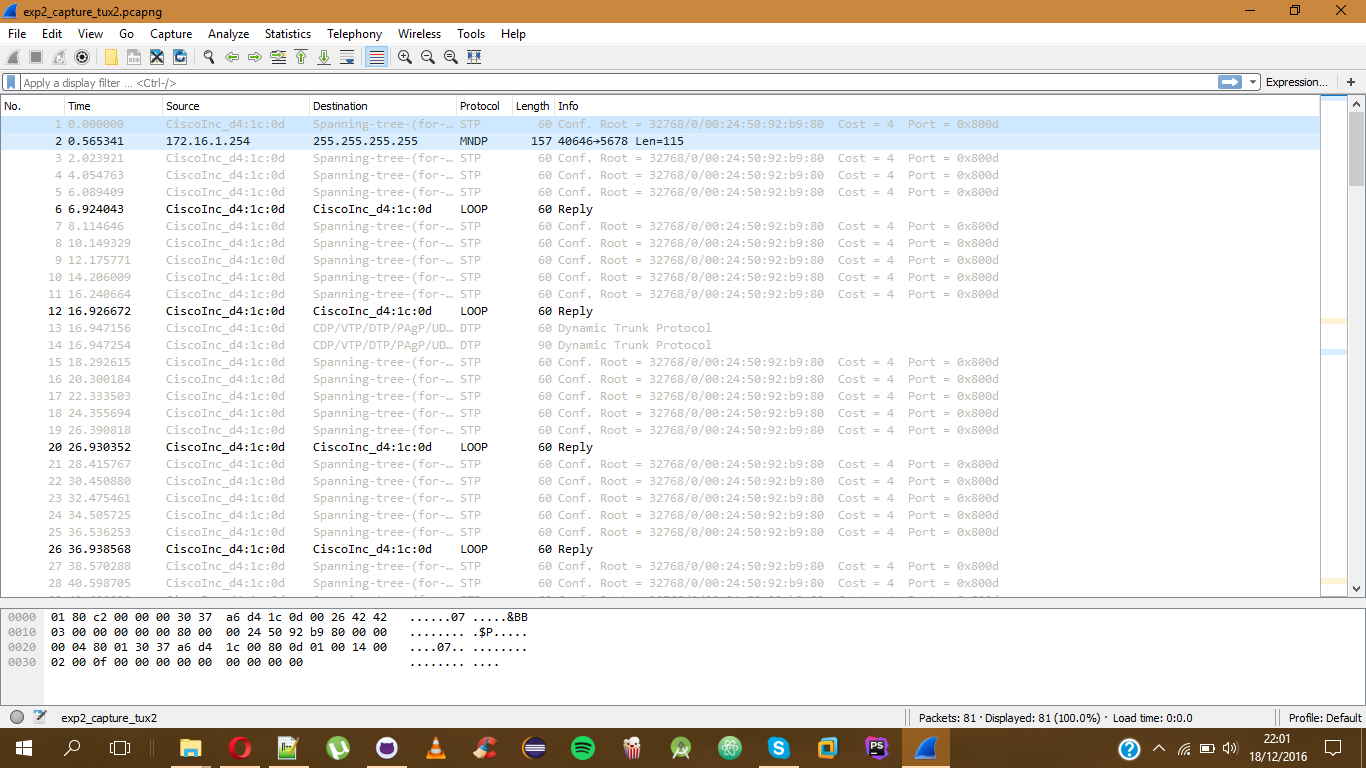 exp2_capture_tux2.pcapng
File Edit View Go Capture Analyze Statistics Telephony Wireless Tools Help
Apply a display filter ... <Ctrl-/>
Expression...
+
No. Time Source Destination Protocol Length Info
1 0.000000 CiscoInc_d4:1c:0d Spanning-tree-(for-… STP 60 Conf. Root = 32768/0/00:24:50:92:b9:80 Cost = 4 Port = 0x800d
2 0.565341 172.16.1.254 255.255.255.255 MNDP 157 40646→5678 Len=115
3 2.023921 CiscoInc_d4:1c:0d Spanning-tree-(for-… STP 60 Conf. Root = 32768/0/00:24:50:92:b9:80 Cost = 4 Port = 0x800d
4 4.054763 CiscoInc_d4:1c:0d Spanning-tree-(for-… STP 60 Conf. Root = 32768/0/00:24:50:92:b9:80 Cost = 4 Port = 0x800d
5 6.089409 CiscoInc_d4:1c:0d Spanning-tree-(for-… STP 60 Conf. Root = 32768/0/00:24:50:92:b9:80 Cost = 4 Port = 0x800d
6 6.924043 CiscoInc_d4:1c:0d CiscoInc_d4:1c:0d LOOP 60 Reply
7 8.114646 CiscoInc_d4:1c:0d Spanning-tree-(for-… STP 60 Conf. Root = 32768/0/00:24:50:92:b9:80 Cost = 4 Port = 0x800d
8 10.149329 CiscoInc_d4:1c:0d Spanning-tree-(for-… STP 60 Conf. Root = 32768/0/00:24:50:92:b9:80 Cost = 4 Port = 0x800d
9 12.175771 CiscoInc_d4:1c:0d Spanning-tree-(for-… STP 60 Conf. Root = 32768/0/00:24:50:92:b9:80 Cost = 4 Port = 0x800d
10 14.206009 CiscoInc_d4:1c:0d Spanning-tree-(for-… STP 60 Conf. Root = 32768/0/00:24:50:92:b9:80 Cost = 4 Port = 0x800d
11 16.240664 CiscoInc_d4:1c:0d Spanning-tree-(for-… STP 60 Conf. Root = 32768/0/00:24:50:92:b9:80 Cost = 4 Port = 0x800d
12 16.926672 CiscoInc_d4:1c:0d CiscoInc_d4:1c:0d LOOP 60 Reply
13 16.947156 CiscoInc_d4:1c:0d CDP/VTP/DTP/PAgP/UD… DTP 60 Dynamic Trunk Protocol
14 16.947254 CiscoInc_d4:1c:0d CDP/VTP/DTP/PAgP/UD… DTP 90 Dynamic Trunk Protocol
15 18.292615 CiscoInc_d4:1c:0d Spanning-tree-(for-… STP 60 Conf. Root = 32768/0/00:24:50:92:b9:80 Cost = 4 Port = 0x800d
16 20.300184 CiscoInc_d4:1c:0d Spanning-tree-(for-… STP 60 Conf. Root = 32768/0/00:24:50:92:b9:80 Cost = 4 Port = 0x800d
17 22.333503 CiscoInc_d4:1c:0d Spanning-tree-(for-… STP 60 Conf. Root = 32768/0/00:24:50:92:b9:80 Cost = 4 Port = 0x800d
18 24.355694 CiscoInc_d4:1c:0d Spanning-tree-(for-… STP 60 Conf. Root = 32768/0/00:24:50:92:b9:80 Cost = 4 Port = 0x800d
19 26.390818 CiscoInc_d4:1c:0d Spanning-tree-(for-… STP 60 Conf. Root = 32768/0/00:24:50:92:b9:80 Cost = 4 Port = 0x800d
20 26.930352 CiscoInc_d4:1c:0d CiscoInc_d4:1c:0d LOOP 60 Reply
21 28.415767 CiscoInc_d4:1c:0d Spanning-tree-(for-… STP 60 Conf. Root = 32768/0/00:24:50:92:b9:80 Cost = 4 Port = 0x800d
22 30.450880 CiscoInc_d4:1c:0d Spanning-tree-(for-… STP 60 Conf. Root = 32768/0/00:24:50:92:b9:80 Cost = 4 Port = 0x800d
23 32.475461 CiscoInc_d4:1c:0d Spanning-tree-(for-… STP 60 Conf. Root = 32768/0/00:24:50:92:b9:80 Cost = 4 Port = 0x800d
24 34.505725 CiscoInc_d4:1c:0d Spanning-tree-(for-… STP 60 Conf. Root = 32768/0/00:24:50:92:b9:80 Cost = 4 Port = 0x800d
25 36.536253 CiscoInc_d4:1c:0d Spanning-tree-(for-… STP 60 Conf. Root = 32768/0/00:24:50:92:b9:80 Cost = 4 Port = 0x800d
26 36.938568 CiscoInc_d4:1c:0d CiscoInc_d4:1c:0d LOOP 60 Reply
27 38.570288 CiscoInc_d4:1c:0d Spanning-tree-(for-… STP 60 Conf. Root = 32768/0/00:24:50:92:b9:80 Cost = 4 Port = 0x800d
28 40.598705 CiscoInc_d4:1c:0d Spanning-tree-(for-… STP 60 Conf. Root = 32768/0/00:24:50:92:b9:80 Cost = 4 Port = 0x800d
0000 01 80 c2 00 00 00 30 37 a6 d4 1c 0d 00 26 42 42 ......07 .....&BB
0010 03 00 00 00 00 00 80 00 00 24 50 92 b9 80 00 00 ........ .$P.....
0020 00 04 80 01 30 37 a6 d4 1c 00 80 0d 01 00 14 00 ....07.. ........
0030 02 00 0f 00 00 00 00 00 00 00 00 00 ........ ....
exp2_capture_tux2
Packets: 81 · Displayed: 81 (100.0%) · Load time: 0:0.0
Profile: Default
PS
22:01
18/12/2016